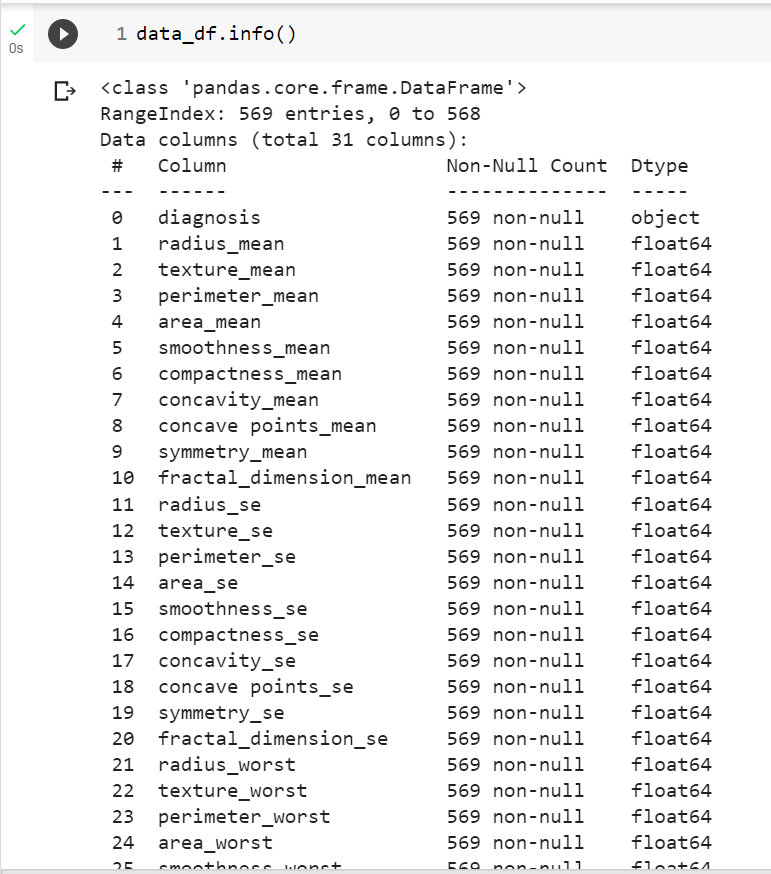 0s
1 data_df.info()
<class 'pandas.core.frame.DataFrame'>
RangeIndex: 569 entries, 0 to 568
Data columns (total 31 columns):
 #   Column                   Non-Null Count  Dtype
---  ------                   --------------  -----
 0   diagnosis                569 non-null    object
 1   radius_mean              569 non-null    float64
 2   texture_mean             569 non-null    float64
 3   perimeter_mean           569 non-null    float64
 4   area_mean                569 non-null    float64
 5   smoothness_mean          569 non-null    float64
 6   compactness_mean         569 non-null    float64
 7   concavity_mean           569 non-null    float64
 8   concave points_mean      569 non-null    float64
 9   symmetry_mean            569 non-null    float64
 10  fractal_dimension_mean   569 non-null    float64
 11  radius_se                569 non-null    float64
 12  texture_se               569 non-null    float64
 13  perimeter_se             569 non-null    float64
 14  area_se                  569 non-null    float64
 15  smoothness_se            569 non-null    float64
 16  compactness_se           569 non-null    float64
 17  concavity_se             569 non-null    float64
 18  concave points_se        569 non-null    float64
 19  symmetry_se              569 non-null    float64
 20  fractal_dimension_se     569 non-null    float64
 21  radius_worst             569 non-null    float64
 22  texture_worst            569 non-null    float64
 23  perimeter_worst          569 non-null    float64
 24  area_worst               569 non-null    float64
 25  smoothness_worst         569 non-null    float64